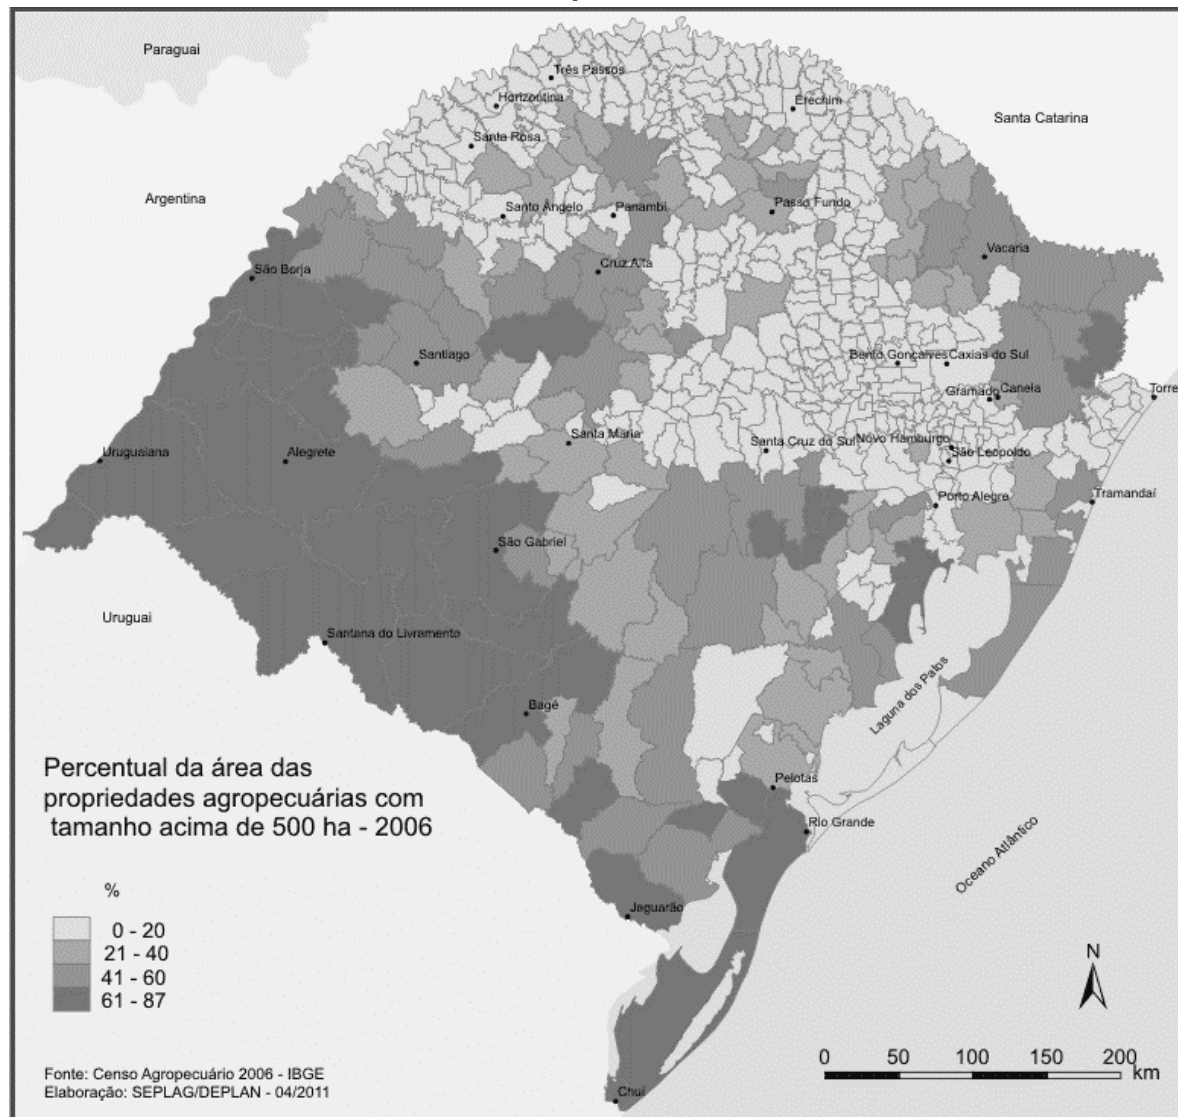 Paraguai
Três Passos
Horizontina
Erechim
Santa Catarina
Santa Rosa
Argentina
Santo Ângelo
Panambi
Passo Fundo
Vacaria
São Borja
Cruz Alta
Santiago
Bento Gonçalves
Caxias do Sul
Gramado
Canela
Torre
Santa Maria
Santa Cruz do Sul
Novo Hamburgo
São Leopoldo
Uruguaiana
Alegrete
Porto Alegre
Tramandaí
São Gabriel
Uruguai
Santana do Livramento
Laguna dos Patos
Bagé
Percentual da área das
propriedades agropecuárias com
tamanho acima de 500 ha - 2006
Pelotas
Rio Grande
Oceano Atlântico
%
0 - 20
21 - 40
41 - 60
61 - 87
Jaguarão
N
0 50 100 150 200
km
Fonte: Censo Agropecuário 2006 - IBGE
Elaboração: SEPLAG/DEPLAN - 04/2011
Chuí